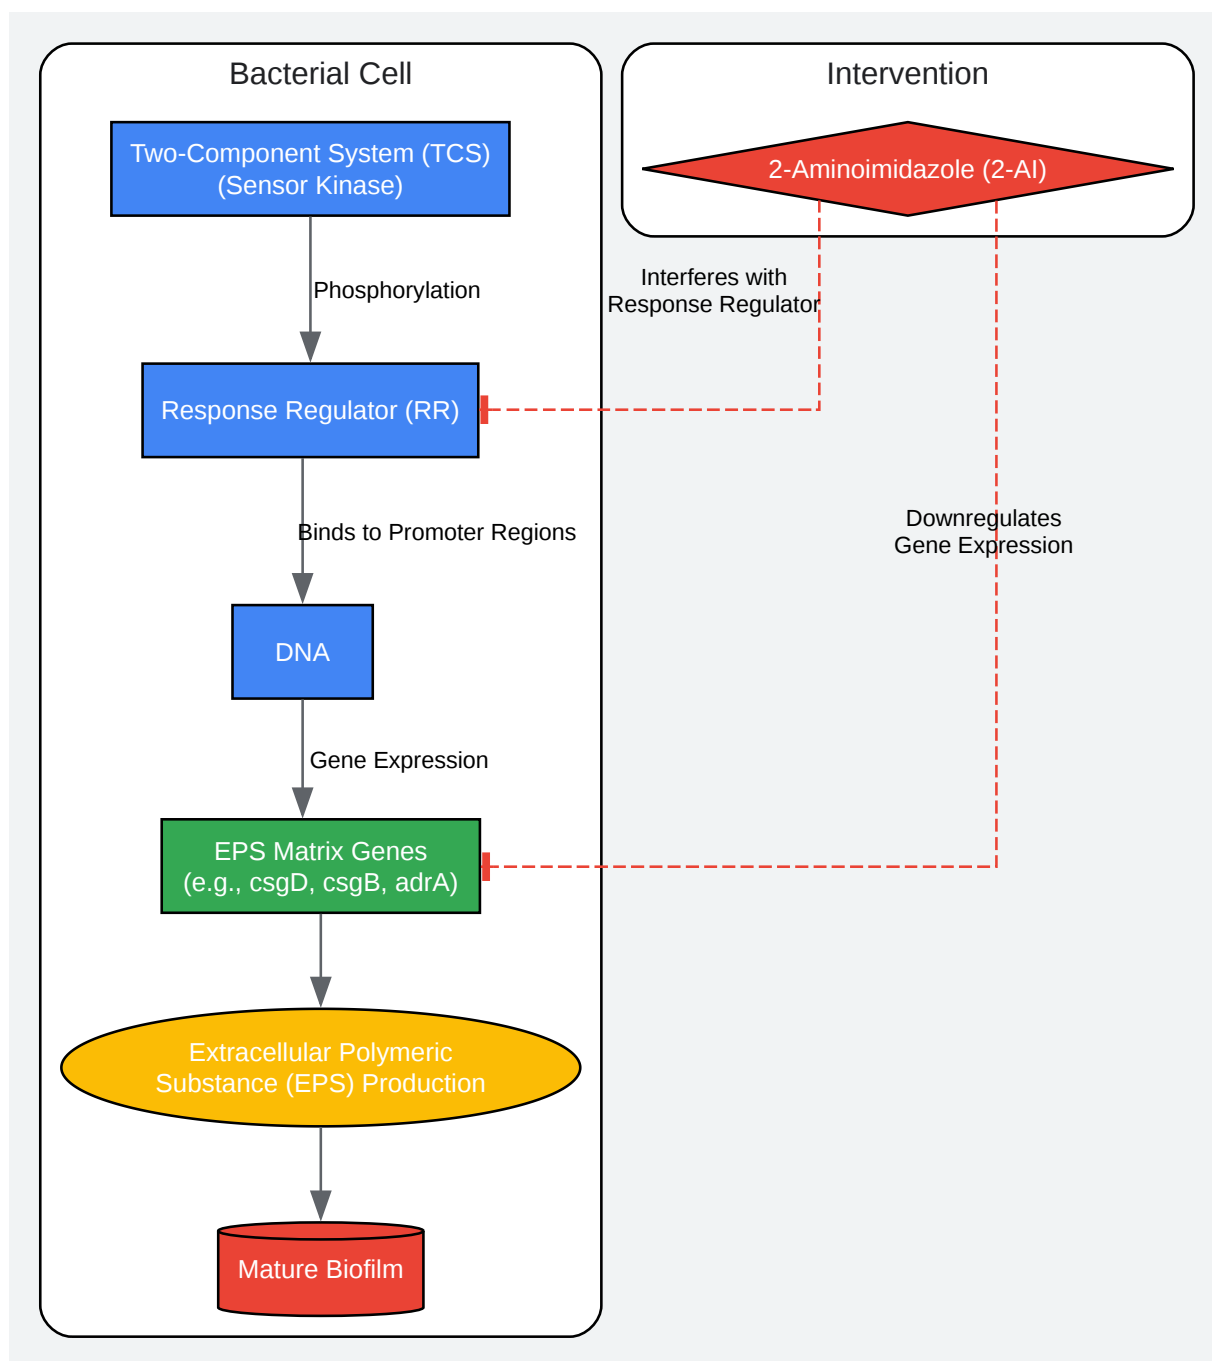 Bacterial Cell
Intervention
Two-Component System (TCS)
(Sensor Kinase)
2-Aminoimidazole (2-AI)
Phosphorylation
Interferes with
Response Regulator
Response Regulator (RR)
Binds to Promoter Regions
Downregulates
Gene Expression
DNA
Gene Expression
EPS Matrix Genes
(e.g., csgD, csgB, adrA)
Extracellular Polymeric
Substance (EPS) Production
Mature Biofilm